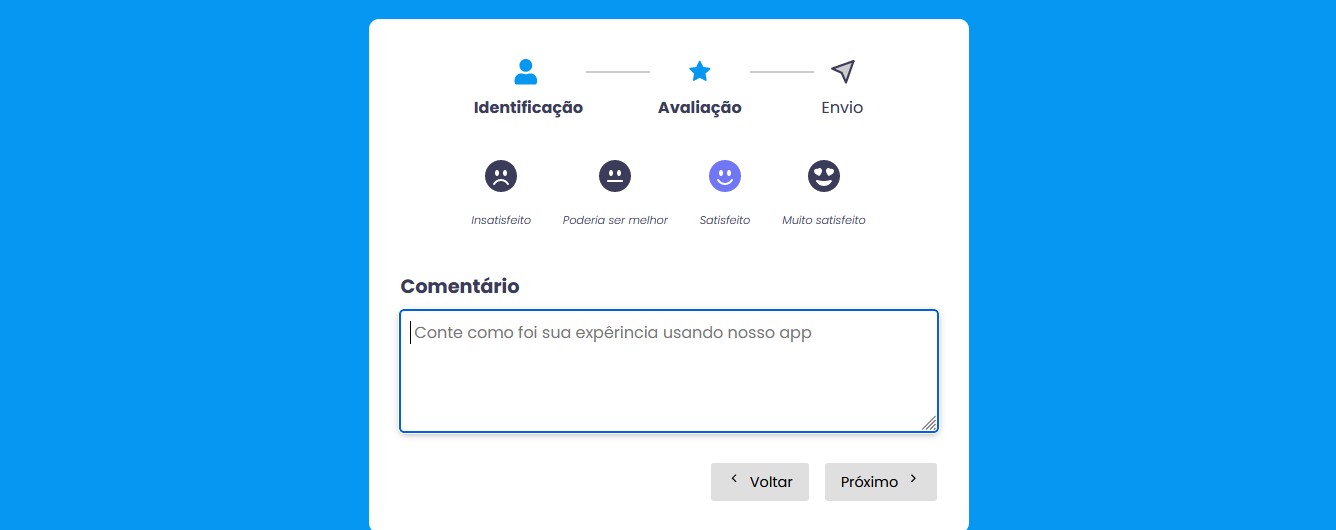 Identificação Avaliação Envio
Insatisfeito Poderia ser melhor Satisfeito Muito satisfeito
Comentário
Conte como foi sua expêrincia usando nosso app
Voltar Próximo